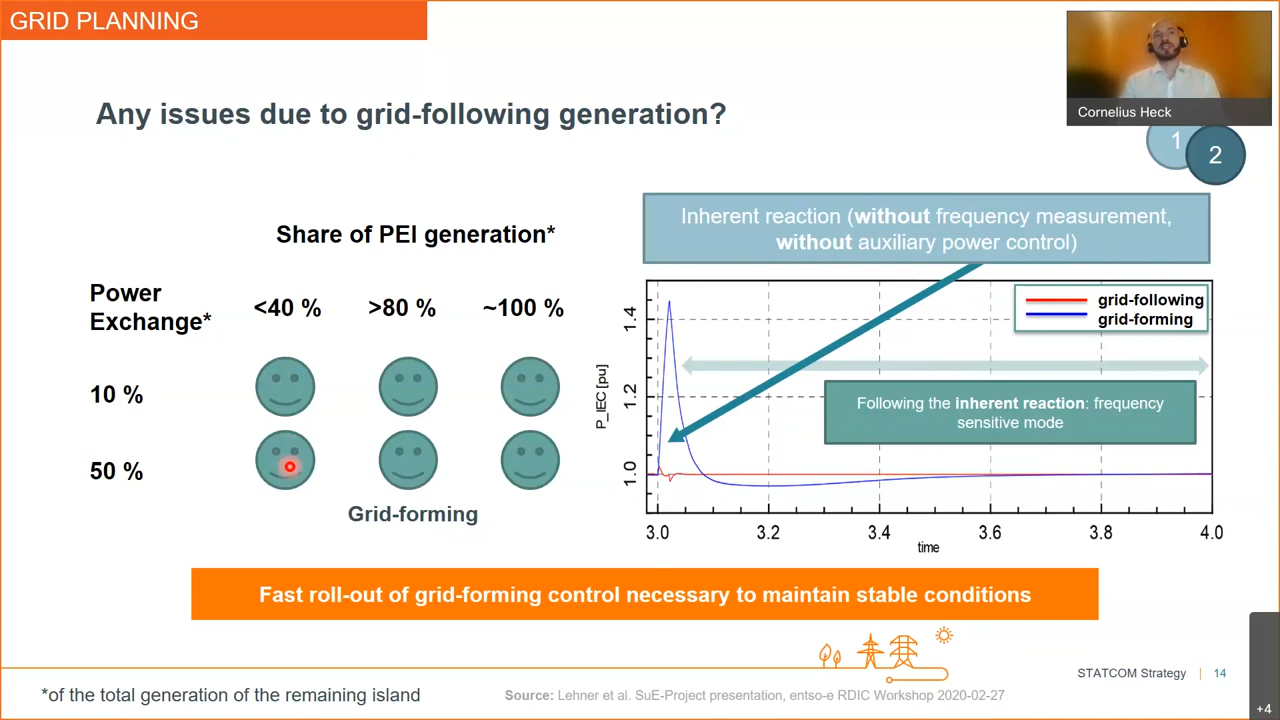 GRID PLANNING
Cornelius Heck
Any issues due to grid-following generation?
1
2
Share of PEI generation*
Power
Exchange*
<40 %
>80 %
~100 %
10 %
50 %
Grid-forming
Inherent reaction (without frequency measurement,
without auxiliary power control)
grid-following
grid-forming
Following the inherent reaction: frequency
sensitive mode
P_IEC [pu]
1.4
1.2
1.0
3.0
3.2
3.4
3.6
3.8
4.0
time
Fast roll-out of grid-forming control necessary to maintain stable conditions
STATCOM Strategy | 14
*of the total generation of the remaining island
Source: Lehner et al. SuE-Project presentation, entso-e RDIC Workshop 2020-02-27
+4